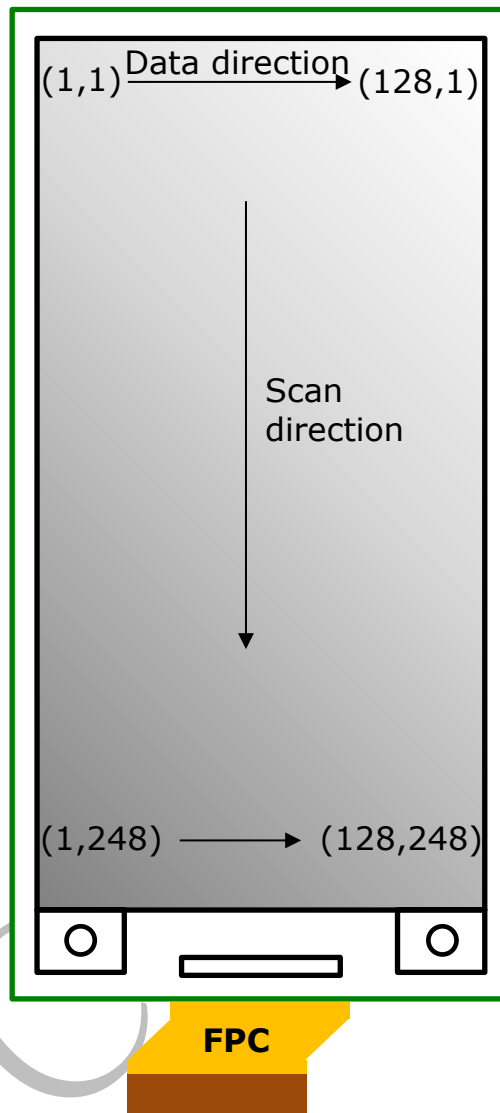 Data direction
(1,1) (128,1)
Scan
direction
(1,248) (128,248)
FPC